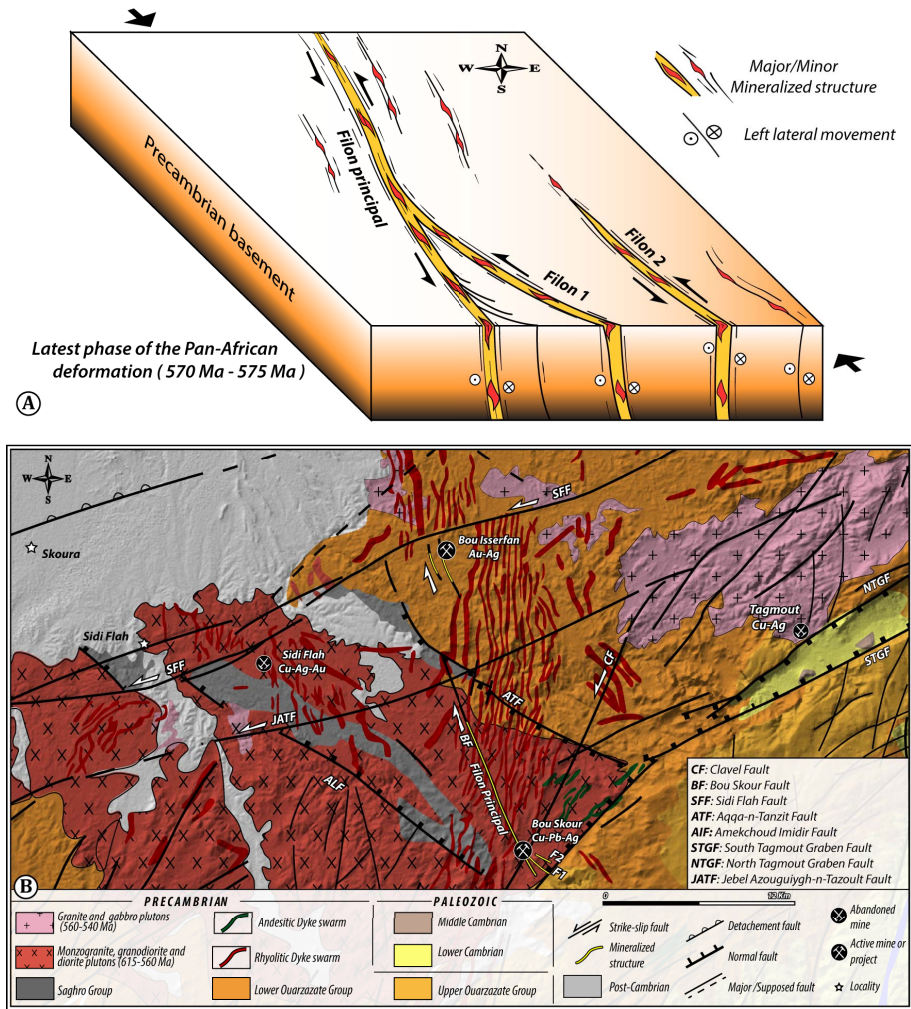 N
W E
S
Major/Minor
Mineralized structure
Left lateral movement
Precambrian basement
Filon principal
Filon 1
Filon 2
Latest phase of the Pan-African
deformation ( 570 Ma - 575 Ma )
A
N
W E
S
Skoura
SFF
Bou Isserfan
Au-Ag
NTGF
Tagmout
Cu-Ag
STGF
Sidi Flah
Sidi Flah
Cu-Ag-Au
SFF
CF
ATF
JATF
BF
ALF
Filon Principal
Bou Skour
Cu-Pb-Ag
F2
F1
CF: Clavel Fault
BF: Bou Skour Fault
SFF: Sidi Flah Fault
ATF: Aqqa-n-Tanzit Fault
AIF: Amekchoud Imidir Fault
STGF: South Tagmout Graben Fault
NTGF: North Tagmout Graben Fault
JATF: Jebel Azouguiygh-n-Tazoult Fault
B
0 12 Km
PRECAMBRIAN
Granite and gabbro plutons
(560-540 Ma)
Monzogranite, granodiorite and
diorite plutons (615-560 Ma)
Saghro Group
Andesitic Dyke swarm
Rhyolitic Dyke swarm
Lower Ouarzazate Group
PALEOZOIC
Middle Cambrian
Lower Cambrian
Upper Ouarzazate Group
Strike-slip fault
Mineralized
structure
Post-Cambrian
Detachement fault
Normal fault
Major /Supposed fault
Abandoned
mine
Active mine or
project
Locality